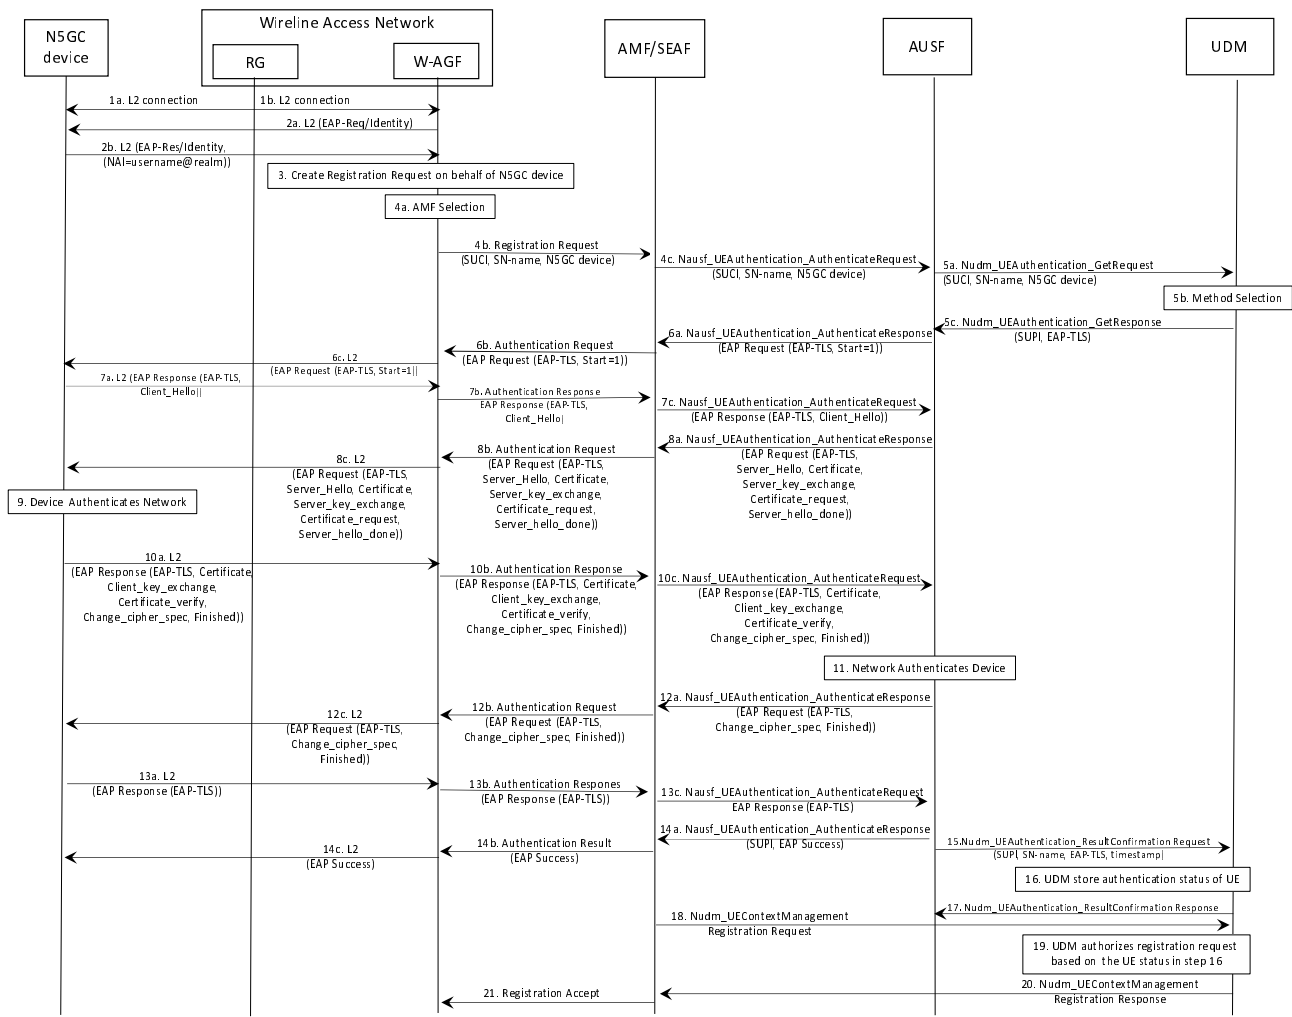 N5GC
device
Wireline Access Network
RG
W-AGF
AMF/SEAF
AUSF
UDM
1a. L2 connection
1b. L2 connection
2a. L2 (EAP-Req/Identity)
2b. L2 (EAP-Res/Identity,
(NAI=username@realm))
3. Create Registration Request on behalf of N5GC device
4a. AMF Selection
4b. Registration Request
(SUCI, SN-name, N5GC device)
4c. Nausf_UEAuthentication_AuthenticateRequest
(SUCI, SN-name, N5GC device)
5a. Nudm_UEAuthentication_GetRequest
(SUCI, SN-name, N5GC device)
5b. Method Selection
5c. Nudm_UEAuthentication_GetResponse
(SUPI, EAP-TLS)
6a. Nausf_UEAuthentication_AuthenticateResponse
(EAP Request (EAP-TLS, Start=1))
6b. Authentication Request
(EAP Request (EAP-TLS, Start=1))
6c. L2
(EAP Request (EAP-TLS, Start=1||
7a. L2 (EAP Response (EAP-TLS,
Client_Hello||
7b. Authentication Response
EAP Response (EAP-TLS,
Client_Hello|
7c. Nausf_UEAuthentication_AuthenticateRequest
(EAP Response (EAP-TLS, Client_Hello))
8a. Nausf_UEAuthentication_AuthenticateResponse
(EAP Request (EAP-TLS,
Server_Hello, Certificate,
Server_key_exchange,
Certificate_request,
Server_hello_done))
8b. Authentication Request
(EAP Request (EAP-TLS,
Server_Hello, Certificate,
Server_key_exchange,
Certificate_request,
Server_hello_done))
8c. L2
(EAP Request (EAP-TLS,
Server_Hello, Certificate,
Server_key_exchange,
Certificate_request,
Server_hello_done))
9. Device Authenticates Network
10a. L2
(EAP Response (EAP-TLS, Certificate,
Client_key_exchange,
Certificate_verify,
Change_cipher_spec, Finished))
10b. Authentication Response
(EAP Response (EAP-TLS, Certificate,
Client_key_exchange,
Certificate_verify,
Change_cipher_spec, Finished))
10c. Nausf_UEAuthentication_AuthenticateRequest
(EAP Response (EAP-TLS, Certificate,
Client_key_exchange,
Certificate_verify,
Change_cipher_spec, Finished))
11. Network Authenticates Device
12a. Nausf_UEAuthentication_AuthenticateResponse
(EAP Request (EAP-TLS,
Change_cipher_spec, Finished))
12b. Authentication Request
(EAP Request (EAP-TLS,
Change_cipher_spec, Finished))
12c. L2
(EAP Request (EAP-TLS,
Change_cipher_spec,
Finished))
13a. L2
(EAP Response (EAP-TLS))
13b. Authentication Respones
(EAP Response (EAP-TLS))
13c. Nausf_UEAuthentication_AuthenticateRequest
EAP Response (EAP-TLS)
14a. Nausf_UEAuthentication_AuthenticateResponse
(SUPI, EAP Success)
14b. Authentication Result
(EAP Success)
14c. L2
(EAP Success)
15.Nudm_UEAuthentication_ResultConfirmation Request
(SUPI, SN-name, EAP-TLS, timestamp|
16. UDM store authentication status of UE
17. Nudm_UEAuthentication_ResultConfirmation Response
18. Nudm_UEContextManagement
Registration Request
19. UDM authorizes registration request
based on the UE status in step 16
20. Nudm_UEContextManagement
Registration Response
21. Registration Accept